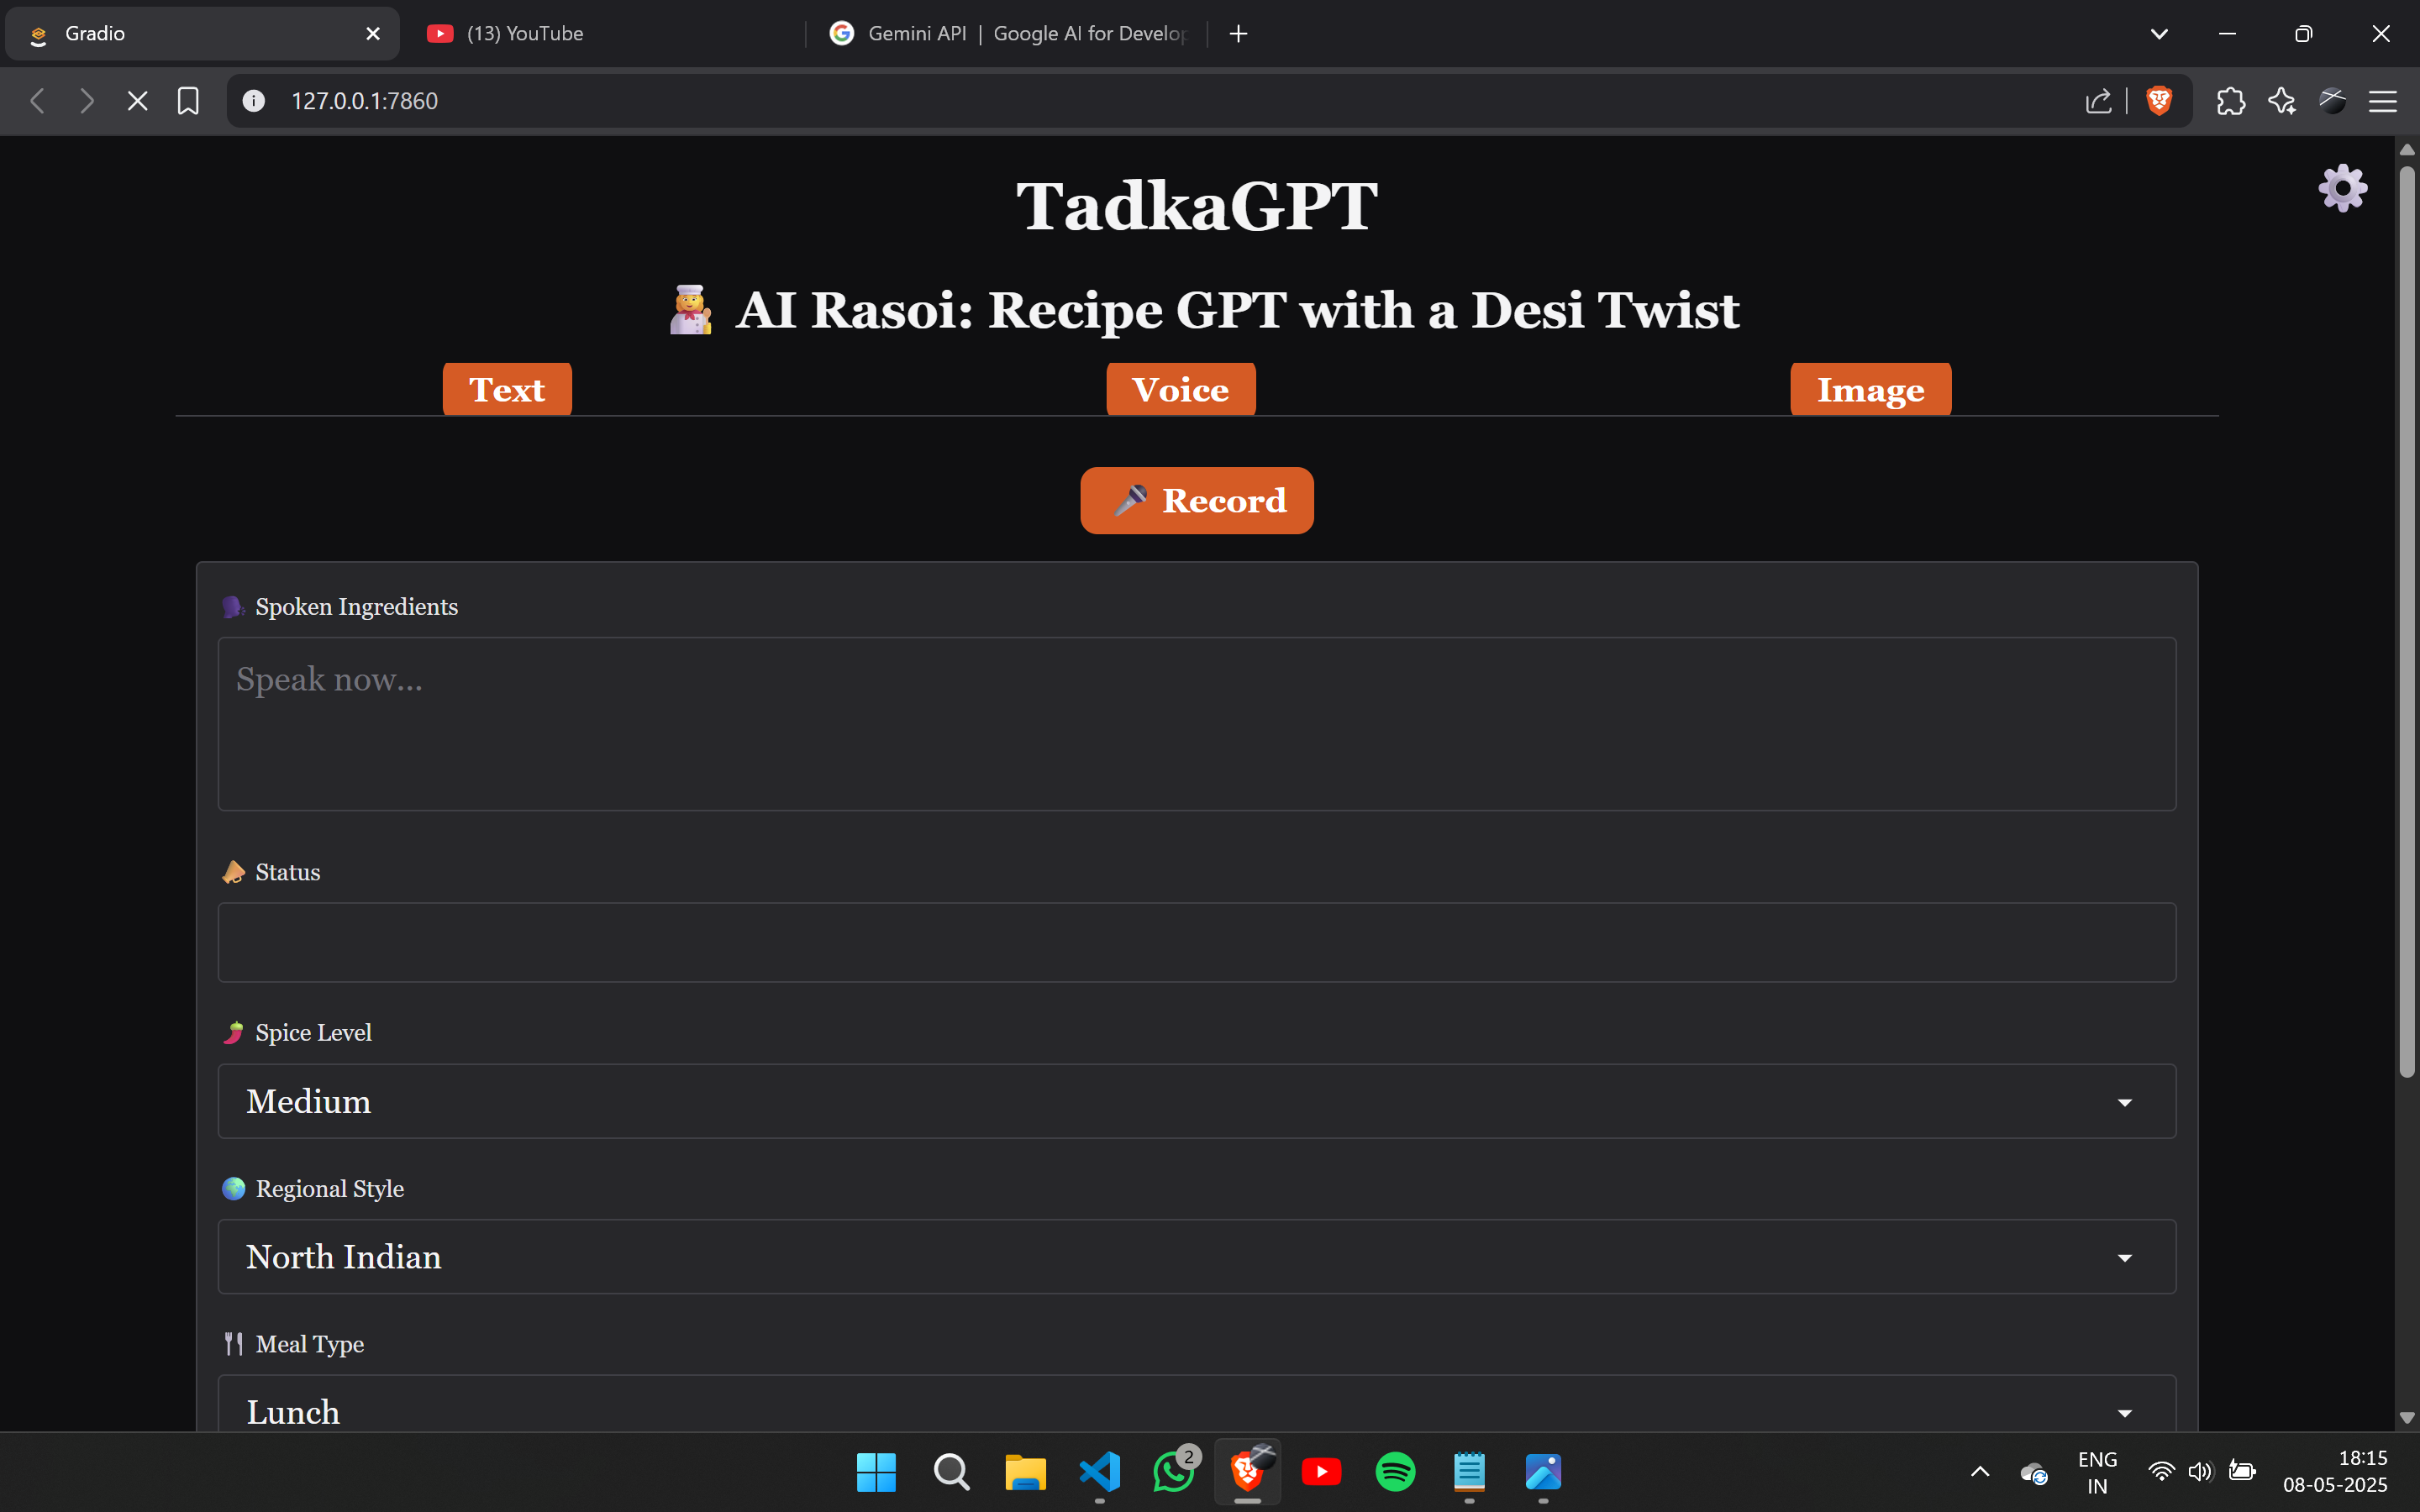 Gradio
(13) YouTube
Gemini API | Google AI for Develop
127.0.0.1:7860
TadkaGPT
AI Rasoi: Recipe GPT with a Desi Twist
Text
Voice
Image
Record
Spoken Ingredients
Speak now...
Status
Spice Level
Medium
Regional Style
North Indian
Meal Type
Lunch
2
ENG
IN
18:15
08-05-2025